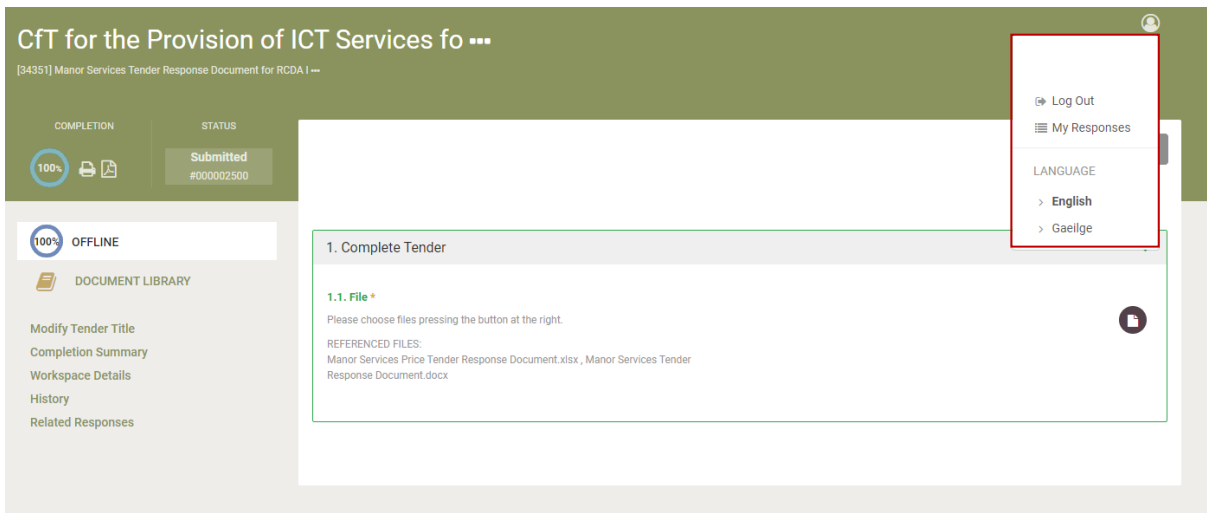 CfT for the Provision of ICT Services fo •••
[34351] Manor Services Tender Response Document for RCDA I •••
Log Out
My Responses
LANGUAGE
> English
> Gaeilge
COMPLETION
STATUS
100%
Submitted
#000002500
100%
OFFLINE
DOCUMENT LIBRARY
Modify Tender Title
Completion Summary
Workspace Details
History
Related Responses
1. Complete Tender
1.1. File *
Please choose files pressing the button at the right.
REFERENCED FILES:
Manor Services Price Tender Response Document.xlsx , Manor Services Tender
Response Document.docx